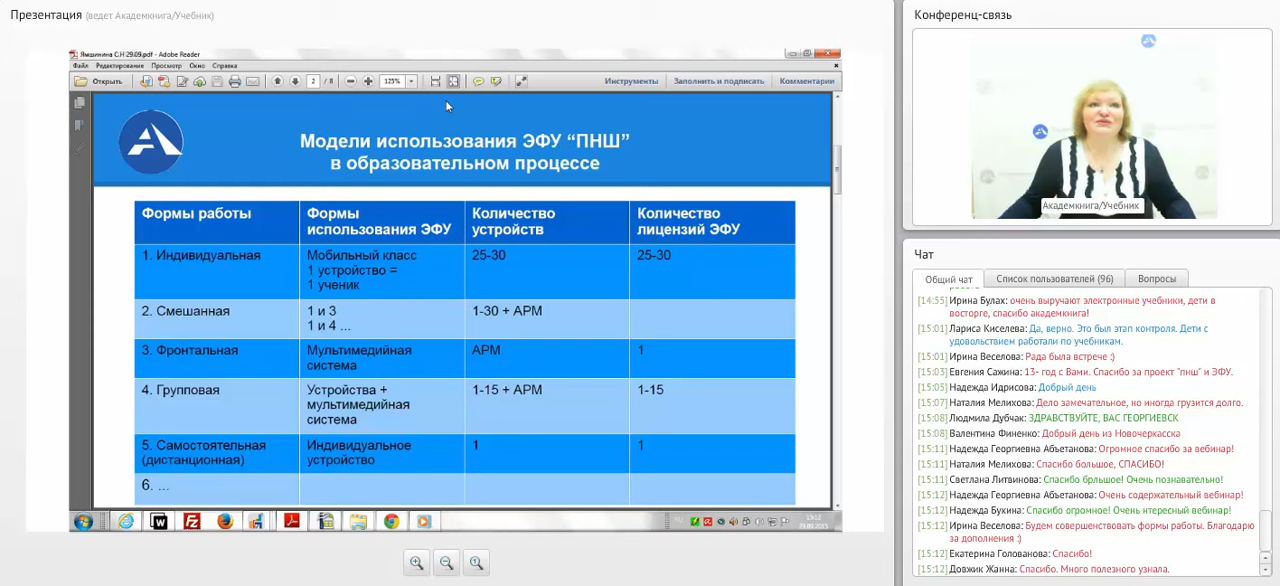 Презентация (ведет Академкнига/Учебник)
Ямшинина С.Н 29.09.pdf - Adobe Reader
Файл Редактирование Просмотр Окно Справка
Открыть 2 / 8 125% Инструменты Заполнить и подписать Комментарии
Модели использования ЭФУ “ПНШ”
в образовательном процессе
Формы работы
Формы
использования ЭФУ
Количество
устройств
Количество
лицензий ЭФУ
1. Индивидуальная
Мобильный класс
1 устройство =
1 ученик
25-30
25-30
2. Смешанная
1 и 3
1 и 4 ...
1-30 + АРМ
3. Фронтальная
Мультимедийная
система
АРМ
1
4. Групповая
Устройства +
мультимедийная
система
1-15 + АРМ
1-15
5. Самостоятельная
(дистанционная)
Индивидуальное
устройство
1
1
6. ...
15:12
29.09.2015
Конференц-связь
Академкнига/Учебник
Чат
Общий чат Список пользователей (96) Вопросы
[14:55] Ирина Булах: очень выручают электронные учебники, дети в
восторге, спасибо академкнига!
[15:01] Лариса Киселева: Да, верно. Это был этап контроля. Дети с
удовольствием работали по учебникам.
[15:01] Ирина Веселова: Рада была встрече :)
[15:03] Евгения Сахина: 13- год с Вами. Спасибо за проект "пнш" и ЭФУ.
[15:05] Надежда Идрисова: Добрый день
[15:07] Наталия Мелихова: Дело замечательное, но иногда грузится долго.
[15:08] Людмила Дубчак: ЗДРАВСТВУЙТЕ, ВАС ГЕОРГИЕВСК
[15:08] Валентина Финенко: Добрый день из Новочеркасска
[15:11] Надежда Георгиевна Абъетанова: Огромное спасибо за вебинар!
[15:11] Наталия Мелихова: Спасибо большое, СПАСИБО!
[15:11] Светлана Литвинова: Спасибо брльшое! Очень познавательно!
[15:12] Надежда Георгиевна Абъетанова: Очень содержательный вебинар!
[15:12] Надежда Букина: Спасибо огромное! Очень нтересный вебинар!
[15:12] Ирина Веселова: Будем совершенствовать формы работы. Благодарю
за дополнения :)
[15:12] Екатерина Голованова: Спасибо!
[15:12] Довжик Жанна: Спасибо. Много полезного узнала.